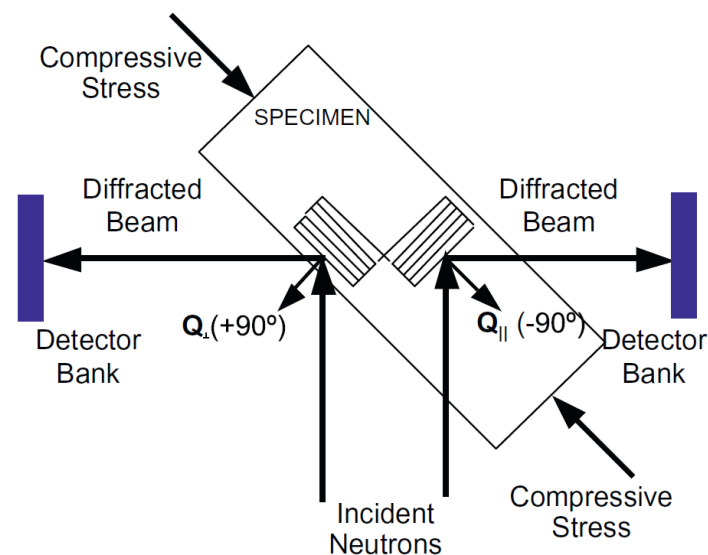 Compressive
Stress
SPECIMEN
Diffracted
Beam
Diffracted
Beam
Q⊥(+90º)
Q|| (-90º)
Detector
Bank
Detector
Bank
Incident
Neutrons
Compressive
Stress